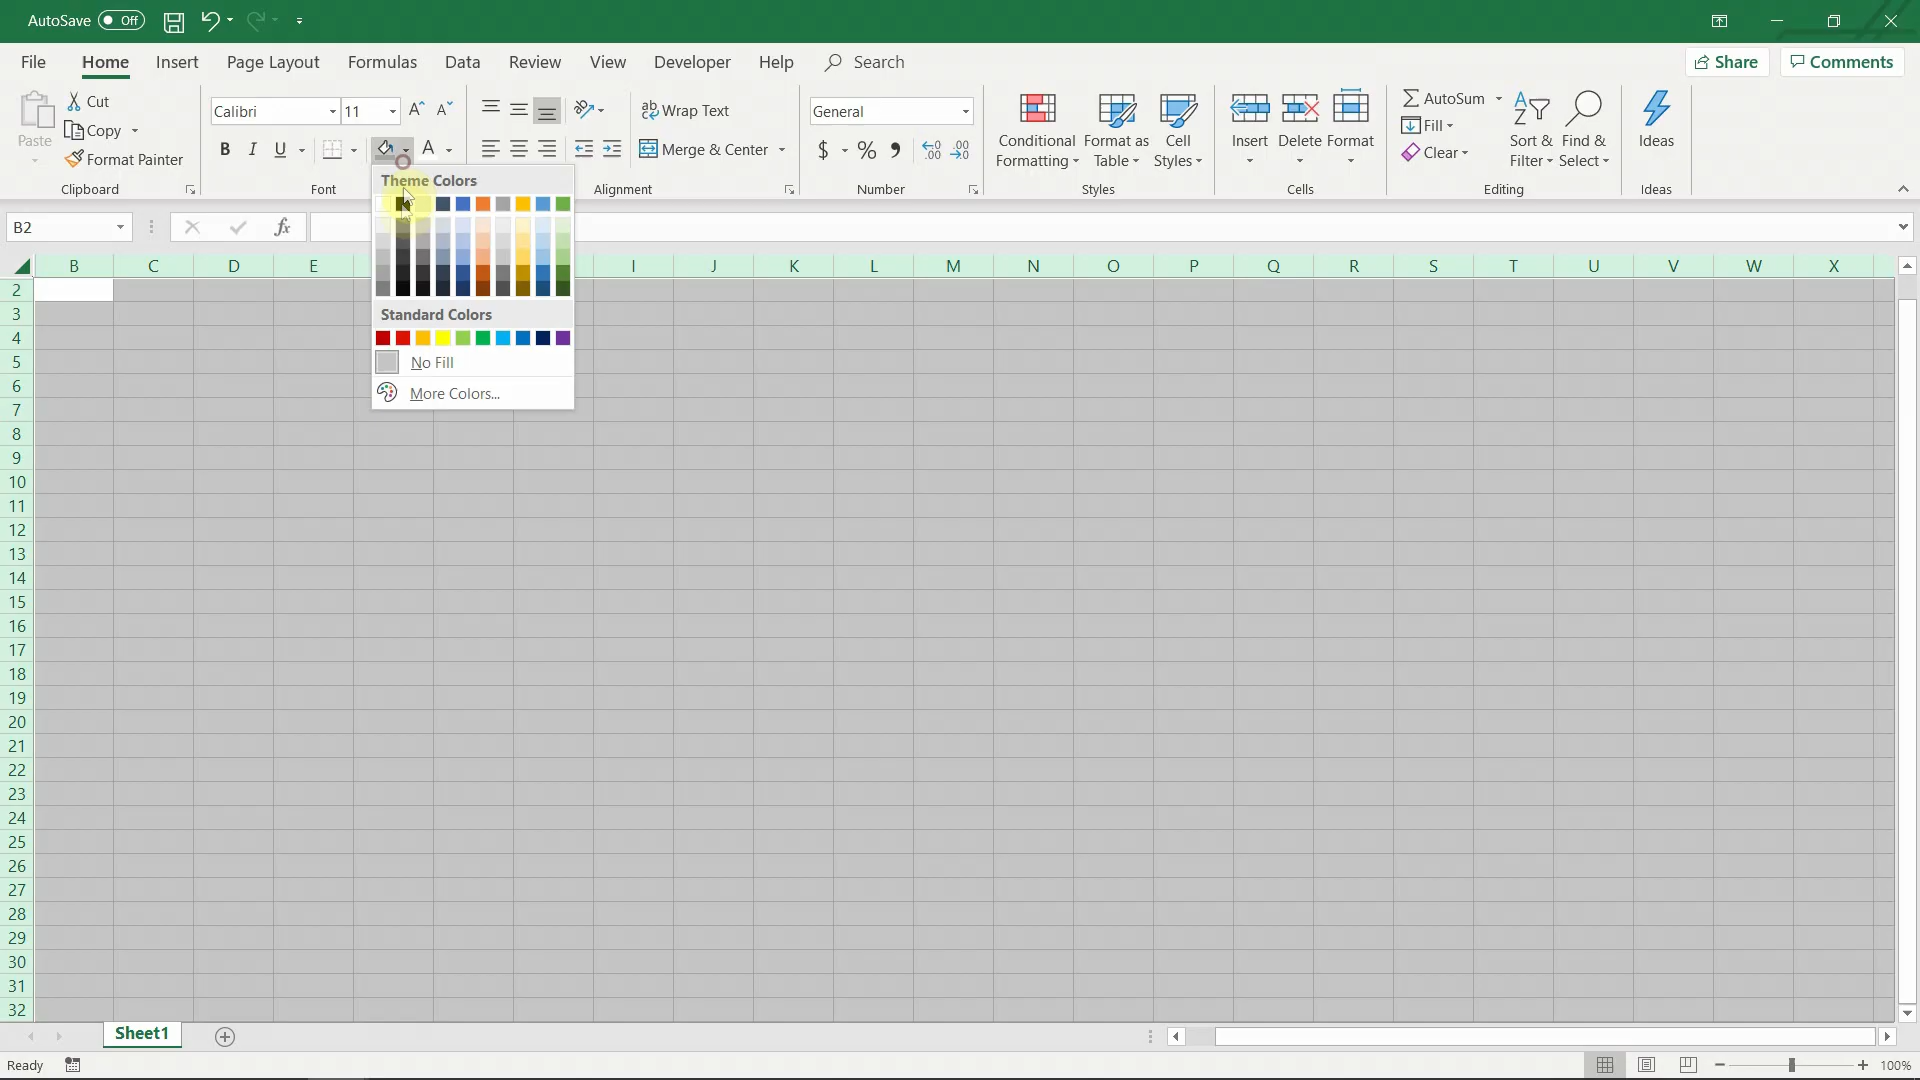 AutoSave Off
File Home Insert Page Layout Formulas Data Review View Developer Help Search Share Comments
Paste
Cut
Copy
Format Painter
Clipboard
Calibri 11
B I U A
Font
Wrap Text
Merge & Center
Alignment
General
$ % , .00 .00
Number
Conditional Formatting
Format as Table
Cell Styles
Styles
Insert Delete Format
Cells
AutoSum
Fill
Clear
Sort & Filter
Find & Select
Editing
Ideas
Ideas
Theme Colors
Standard Colors
No Fill
More Colors...
B2 fx
B C D E I J K L M N O P Q R S T U V W X
2
3
4
5
6
7
8
9
10
11
12
13
14
15
16
17
18
19
20
21
22
23
24
25
26
27
28
29
30
31
32
Sheet1
Ready 100%